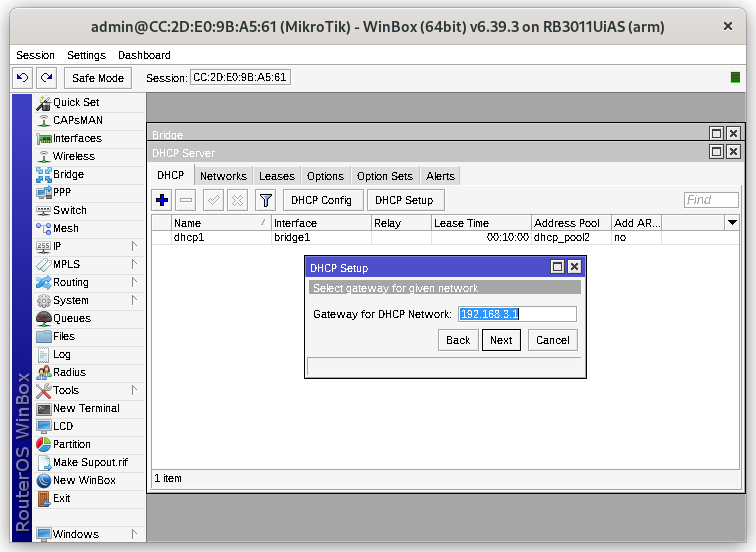 admin@CC:2D:E0:9B:A5:61 (MikroTik) - WinBox (64bit) v6.39.3 on RB3011UiAS (arm)
Session Settings Dashboard
Safe Mode Session: CC:2D:E0:9B:A5:61
RouterOS WinBox
Quick Set
CAPsMAN
Interfaces
Wireless
Bridge
PPP
Switch
Mesh
IP
MPLS
Routing
System
Queues
Files
Log
Radius
Tools
New Terminal
LCD
Partition
Make Supout.rif
New WinBox
Exit
Windows
Bridge
DHCP Server
DHCP Networks Leases Options Option Sets Alerts
DHCP Config DHCP Setup Find
Name / Interface Relay Lease Time Address Pool Add AR...
dhcp1 bridge1 00:10:00 dhcp_pool2 no
DHCP Setup
Select gateway for given network
Gateway for DHCP Network: 192.168.3.1
Back Next Cancel
1 item